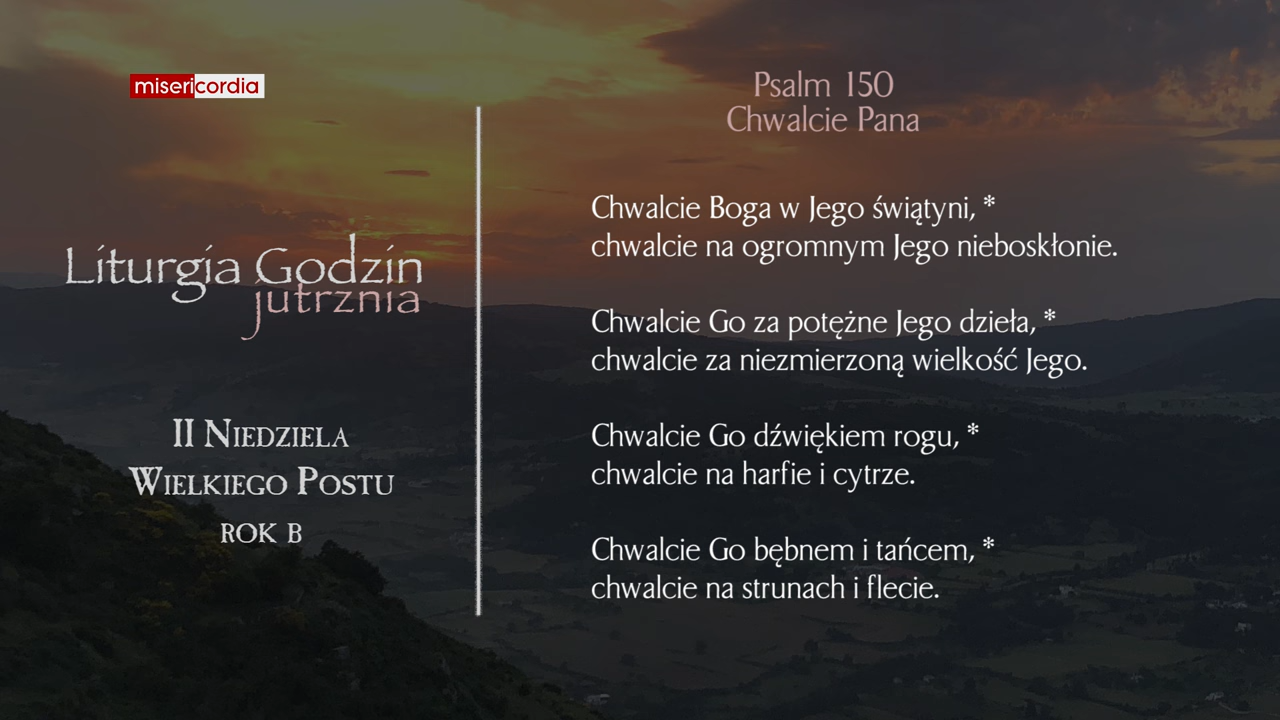 misericordia
Liturgia Godzin
jutrznia
II Niedziela
Wielkiego Postu
rok B
Psalm 150
Chwalcie Pana
Chwalcie Boga w Jego świątyni, *
chwalcie na ogromnym Jego nieboskłonie.
Chwalcie Go za potężne Jego dzieła, *
chwalcie za niezmierzoną wielkość Jego.
Chwalcie Go dźwiękiem rogu, *
chwalcie na harfie i cytrze.
Chwalcie Go bębnem i tańcem, *
chwalcie na strunach i flecie.